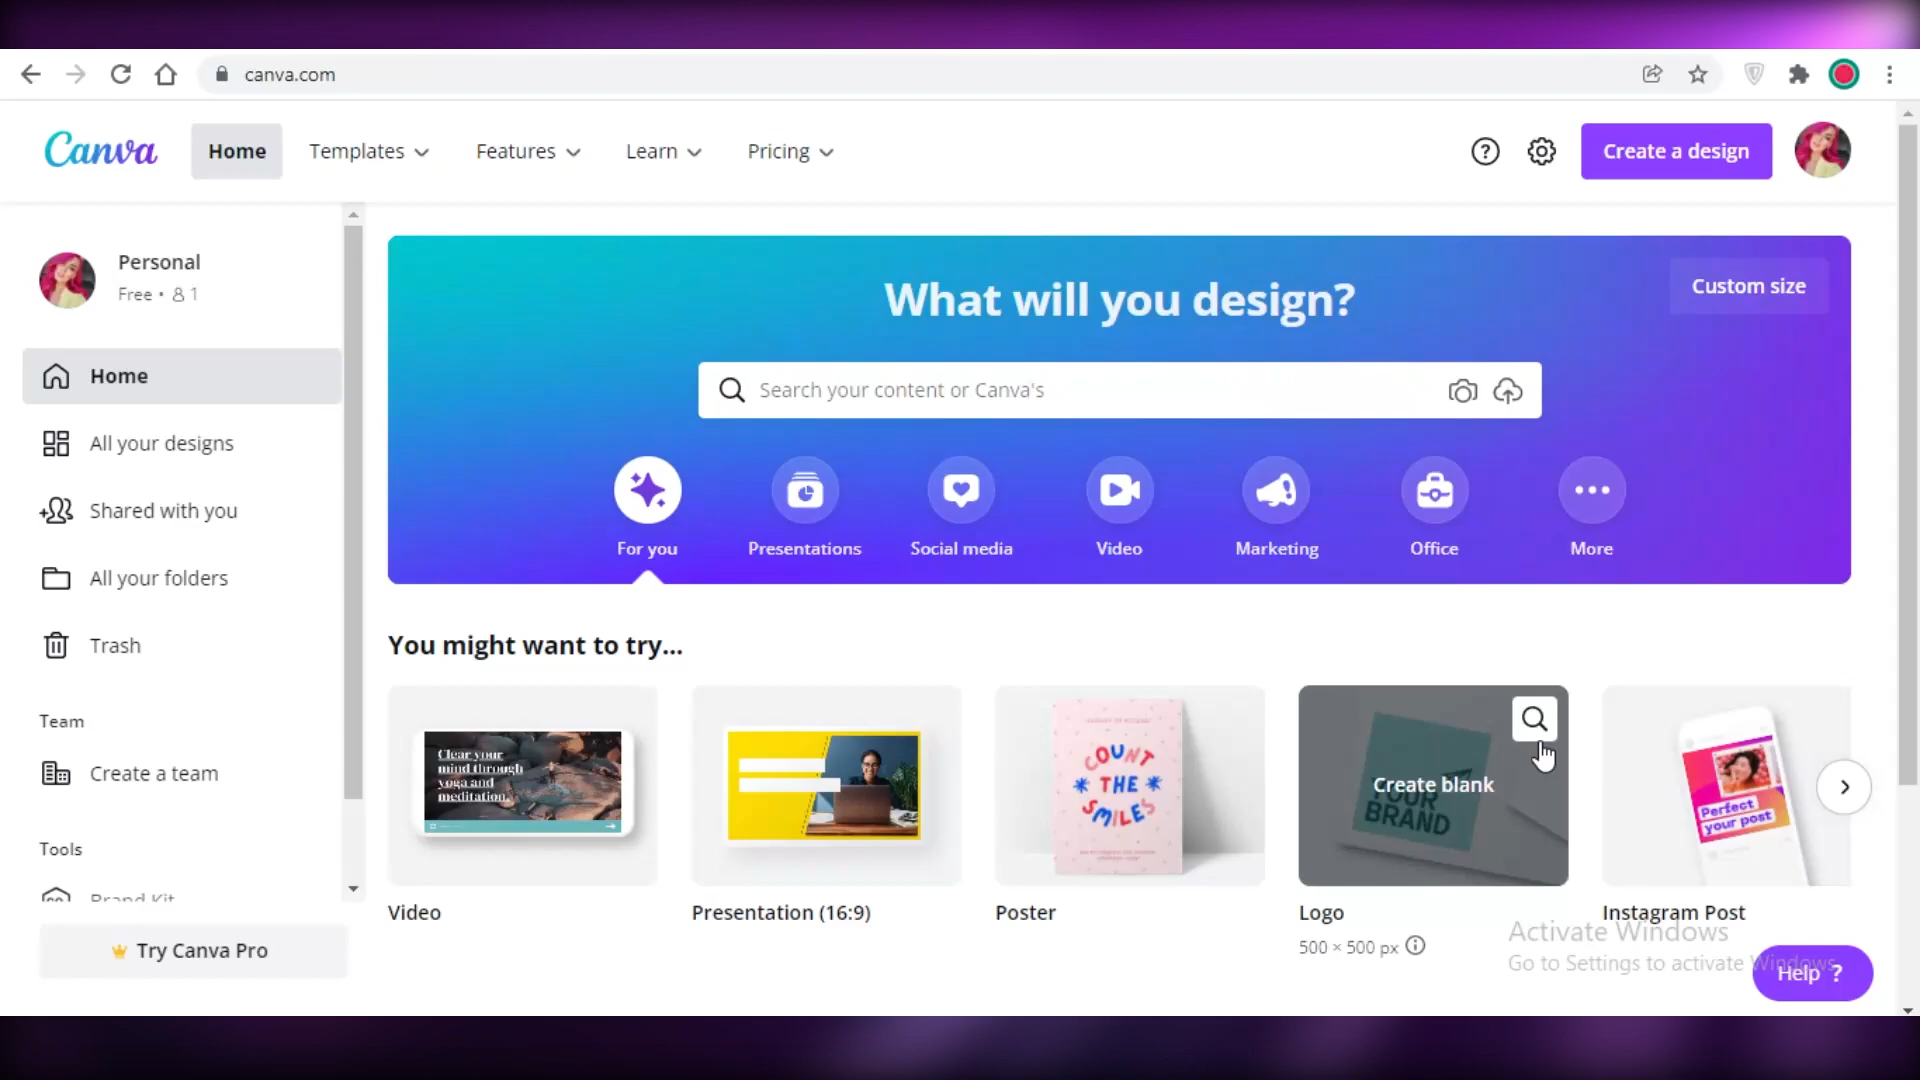 canva.com
Canva
Home
Templates
Features
Learn
Pricing
?
Create a design
Personal
Free • 1
Home
All your designs
Shared with you
All your folders
Trash
Team
Create a team
Tools
Brand Kit
Try Canva Pro
What will you design?
Custom size
Search your content or Canva's
For you
Presentations
Social media
Video
Marketing
Office
More
You might want to try...
Clear your
mind through
yoga and
meditation.
COUNT
* THE *
SMILES
Create blank
YOUR
BRAND
Perfect
your post
Video
Presentation (16:9)
Poster
Logo
500 × 500 px
Instagram Post
Activate Windows
Go to Settings to activate Windows.
Help ?